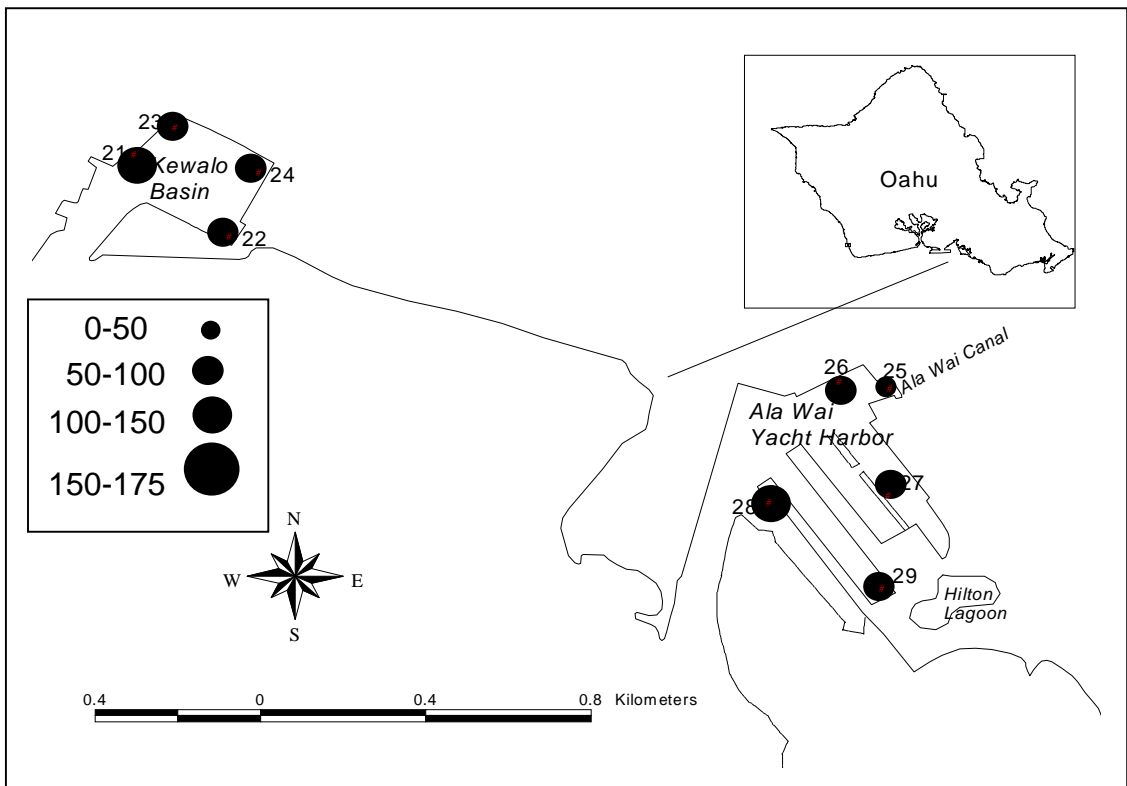 23
21
Kewalo
Basin
24
22
Oahu
0-50
50-100
100-150
150-175
26
25
Ala Wai Canal
Ala Wai
Yacht Harbor
27
28
29
Hilton
Lagoon
N
W
E
S
0.4 0 0.4 0.8 Kilometers